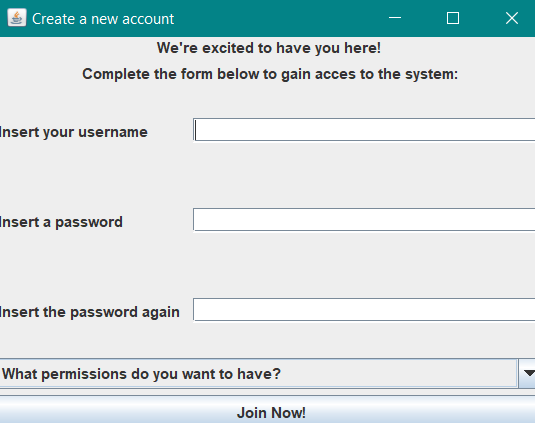 Create a new account
We're excited to have you here!
Complete the form below to gain acces to the system:
Insert your username
Insert a password
Insert the password again
What permissions do you want to have?
Join Now!